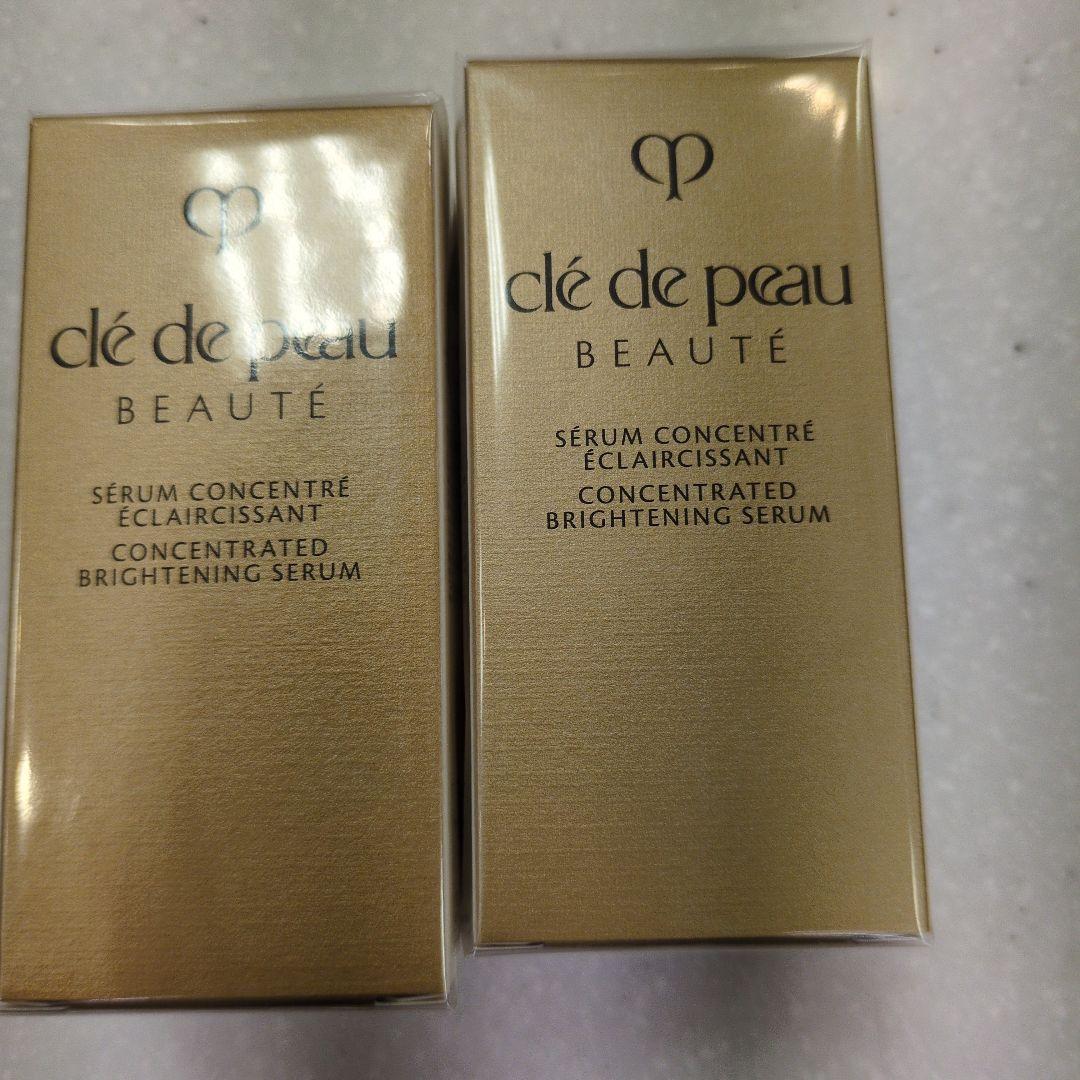 clé de peau
BEAUTÉ
SÉRUM CONCENTRÉ
ÉCLAIRCISSANT
CONCENTRATED
BRIGHTENING SERUM
clé de peau
BEAUTÉ
SÉRUM CONCENTRÉ
ÉCLAIRCISSANT
CONCENTRATED
BRIGHTENING SERUM